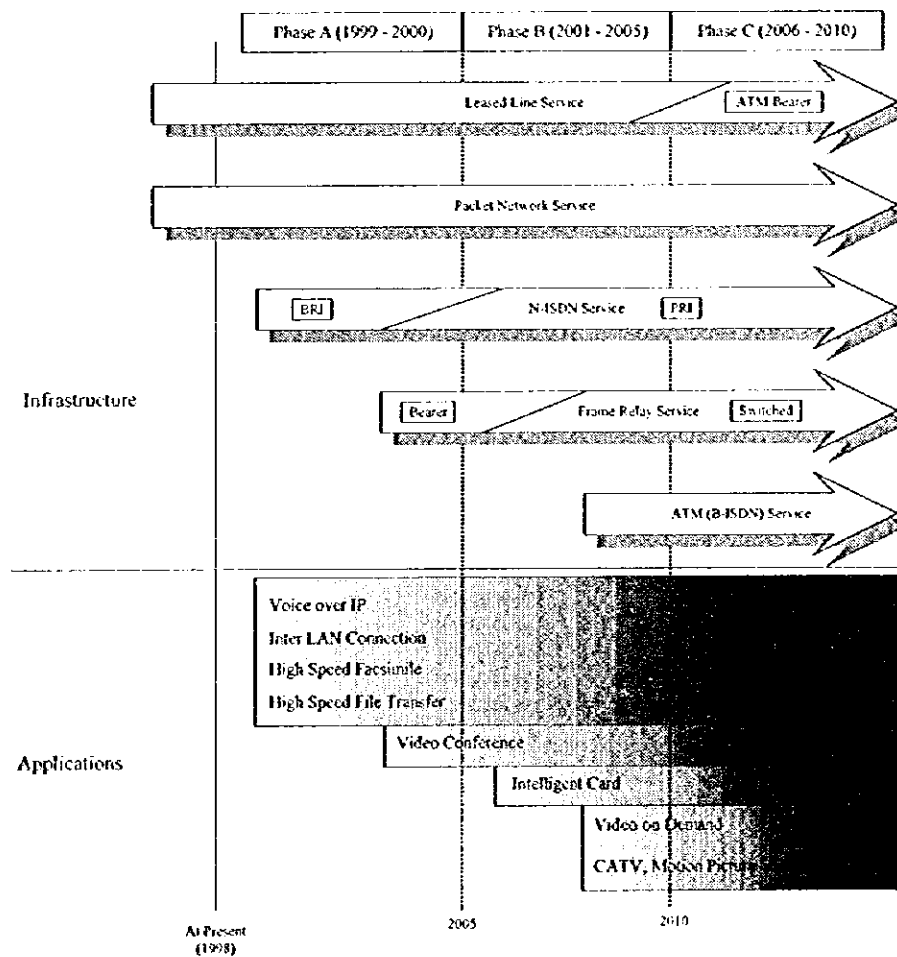 Phase A (1999 - 2000)
Phase B (2001 - 2005)
Phase C (2006 - 2010)
Leased Line Service
ATM Bearer
Packet Network Service
BRI
N-ISDN Service
PRI
Infrastructure
Bearer
Frame Relay Service
Switched
ATM (B-ISDN) Service
Voice over IP
Inter LAN Connection
High Speed Facsimile
High Speed File Transfer
Video Conference
Applications
Intelligent Card
Video on Demand
CATV, Motion Picture
At Present
(1998)
2005
2010